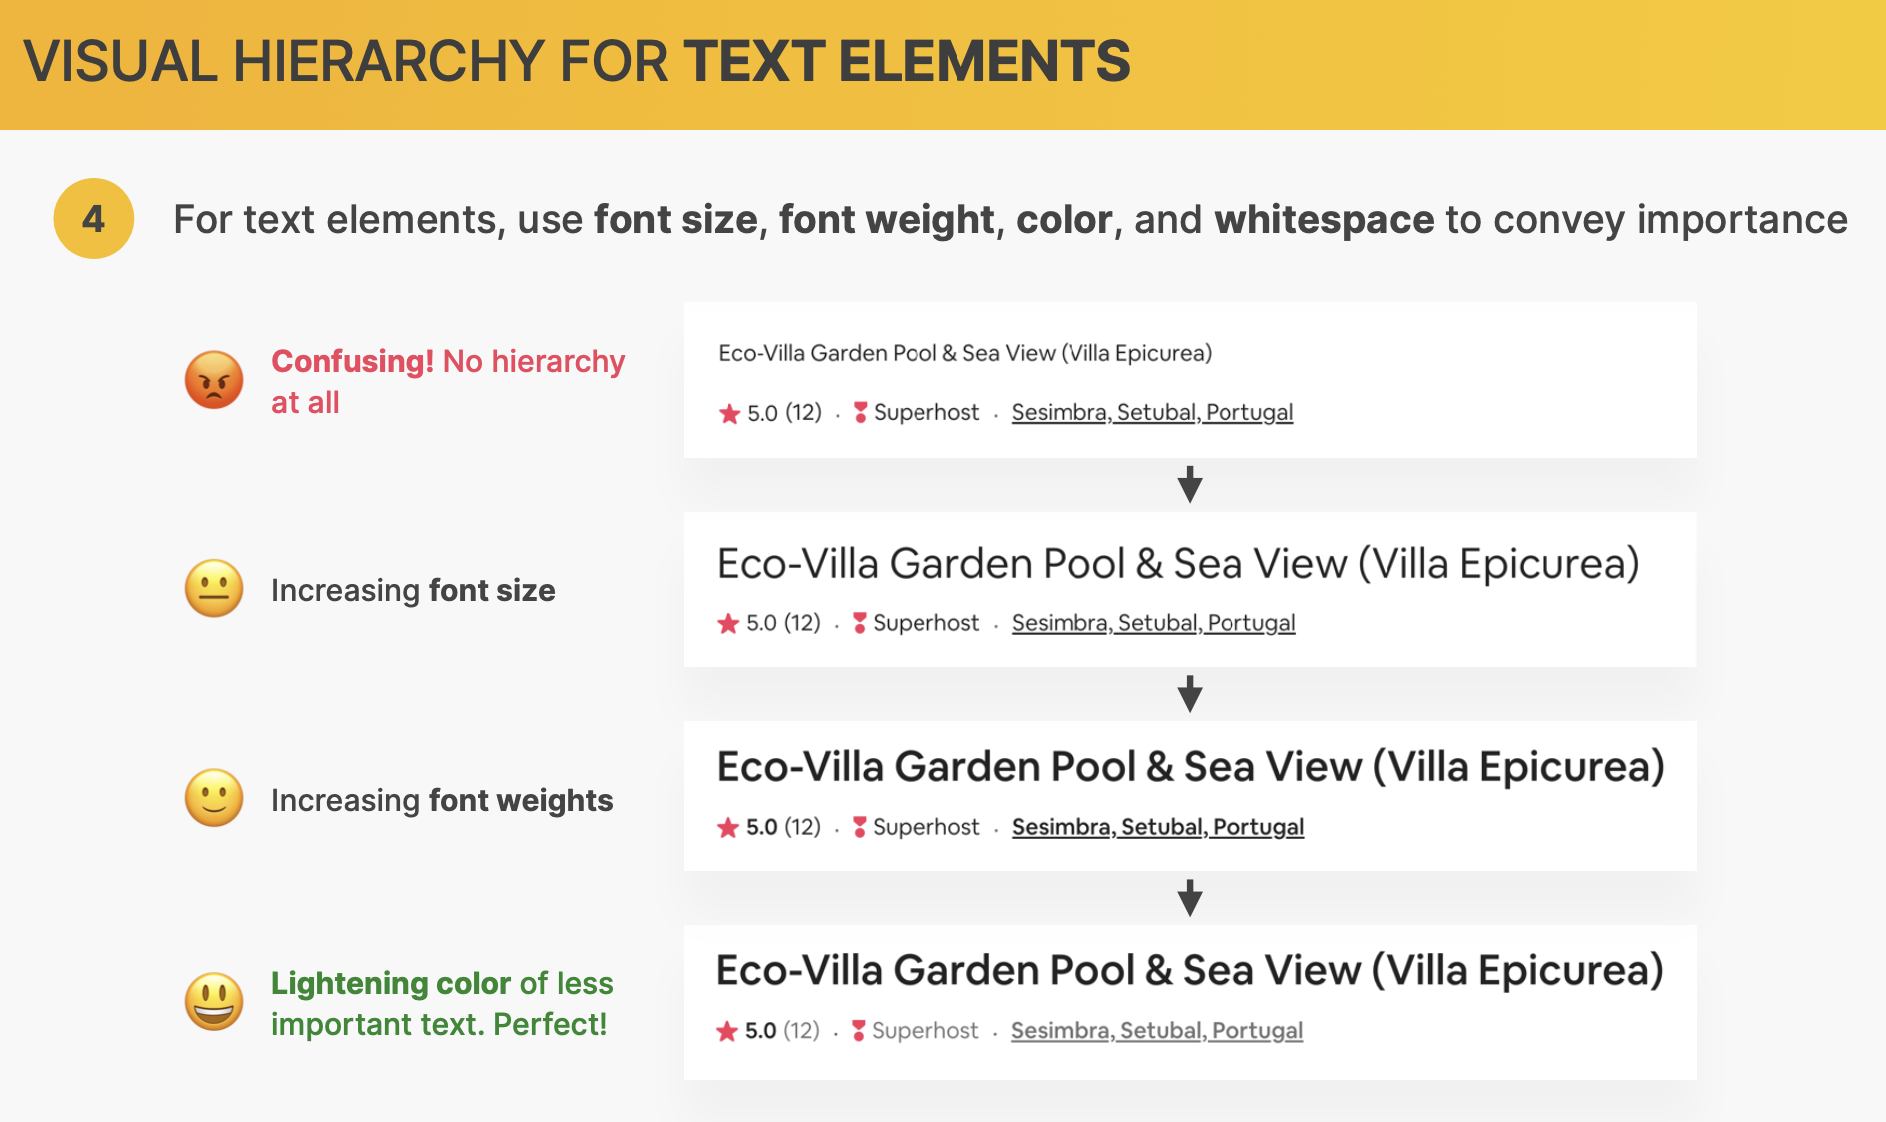 VISUAL HIERARCHY FOR TEXT ELEMENTS
4
For text elements, use font size, font weight, color, and whitespace to convey importance
Confusing! No hierarchy
at all
Eco-Villa Garden Pool & Sea View (Villa Epicurea)
5.0 (12) · Superhost · Sesimbra, Setubal, Portugal
Increasing font size
Eco-Villa Garden Pool & Sea View (Villa Epicurea)
5.0 (12) · Superhost · Sesimbra, Setubal, Portugal
Increasing font weights
Eco-Villa Garden Pool & Sea View (Villa Epicurea)
5.0 (12) · Superhost · Sesimbra, Setubal, Portugal
Lightening color of less
important text. Perfect!
Eco-Villa Garden Pool & Sea View (Villa Epicurea)
5.0 (12) · Superhost · Sesimbra, Setubal, Portugal